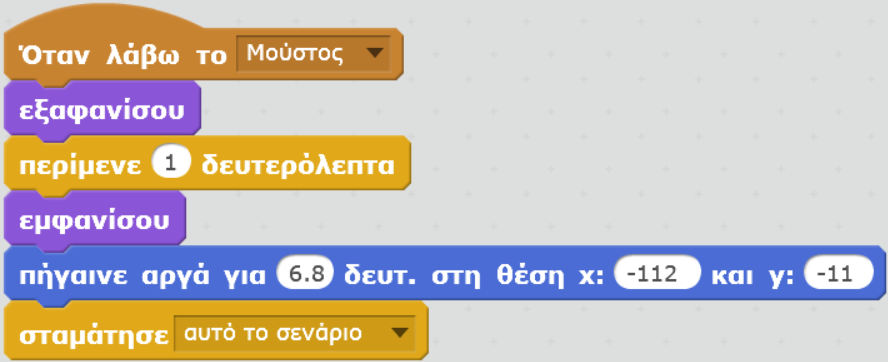 Όταν λάβω το Μούστος
εξαφανίσου
περίμενε 1 δευτερόλεπτα
εμφανίσου
πήγαινε αργά για 6.8 δευτ. στη θέση x: -112 και y: -11
σταμάτησε αυτό το σενάριο